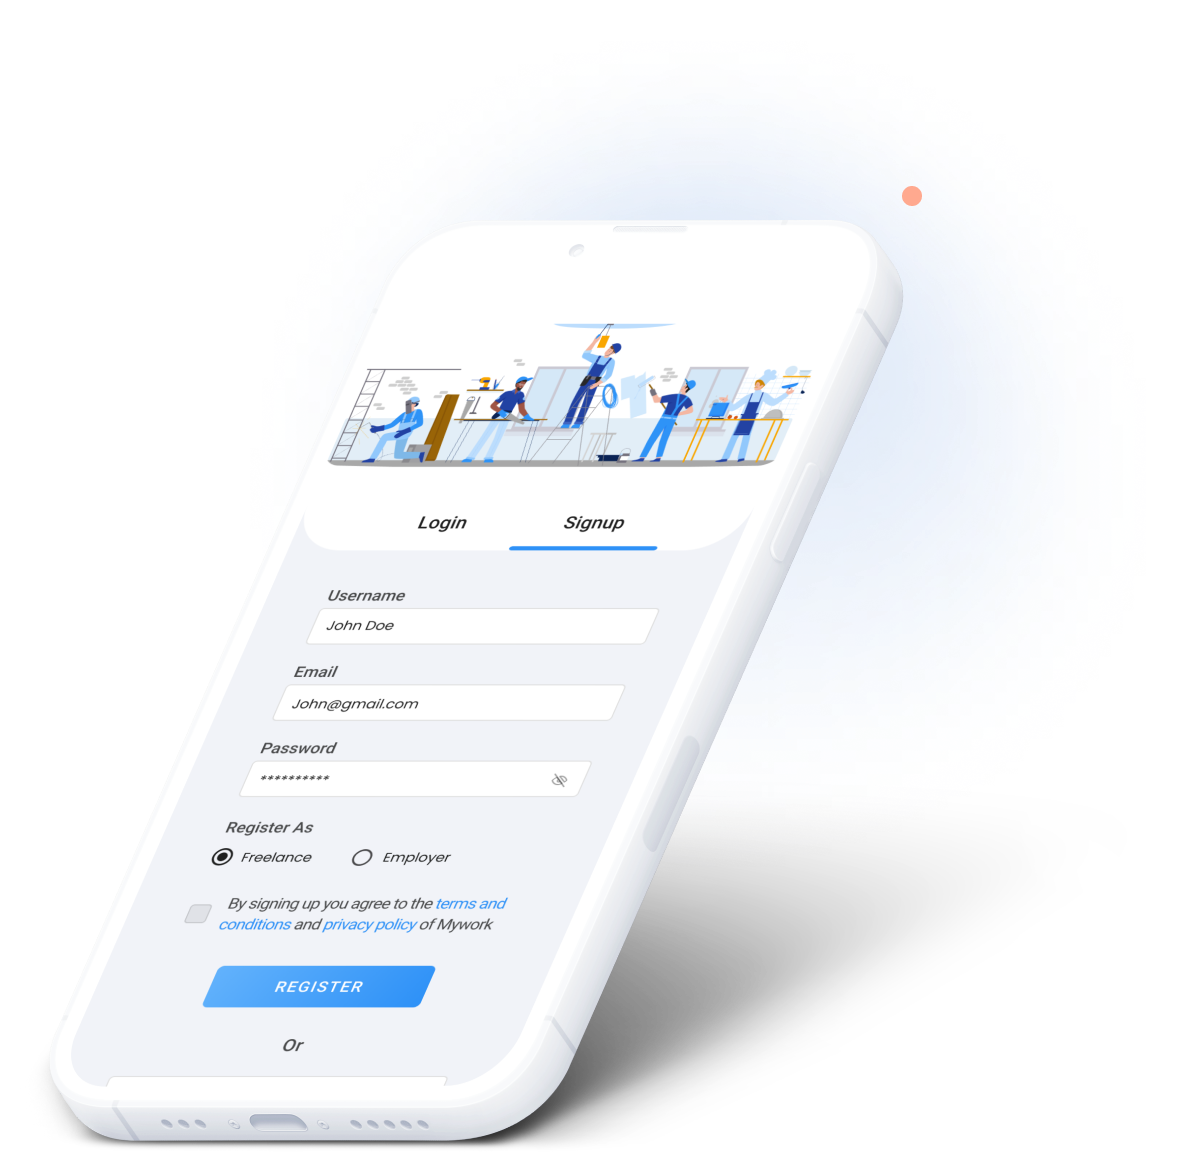 Login Signup
Username
John Doe
Email
John@gmail.com
Password
**********
Register As
Freelance Employer
By signing up you agree to the terms and
conditions and privacy policy of Mywork
REGISTER
Or